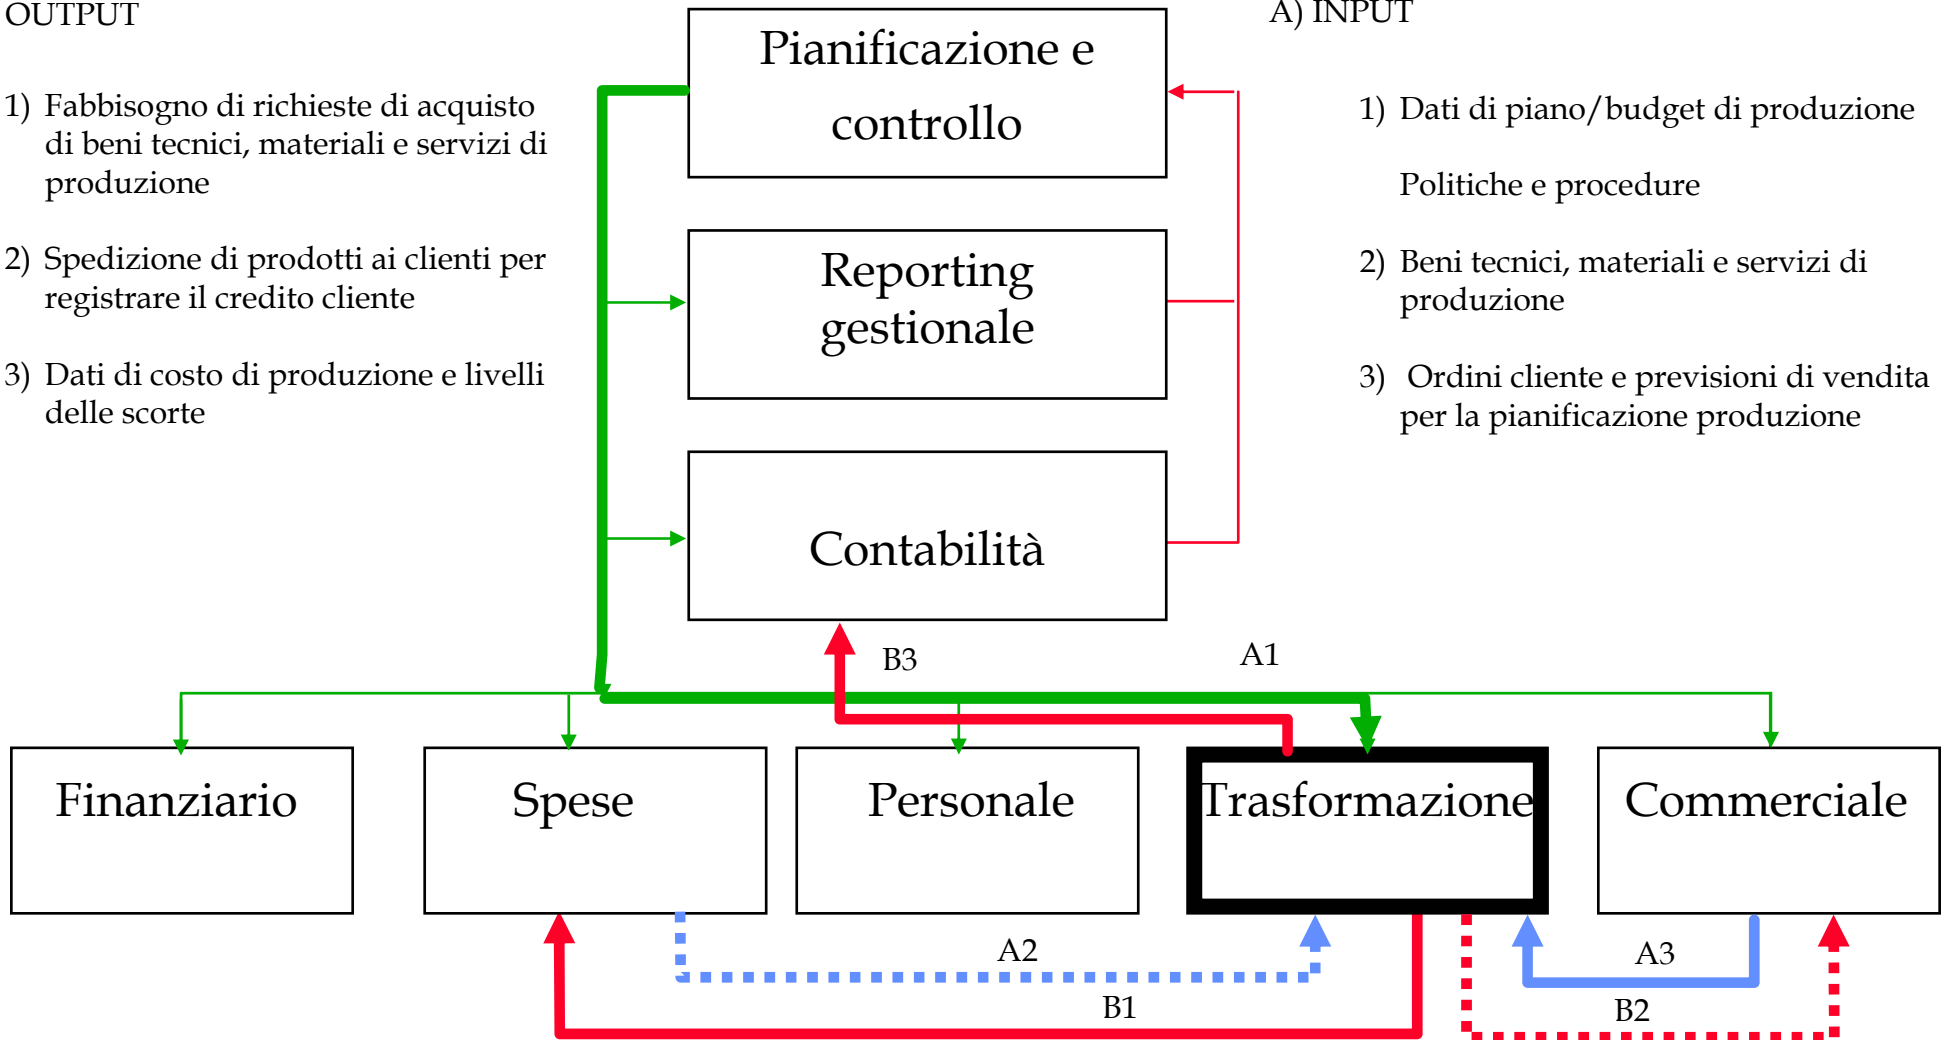 OUTPUT
1) Fabbisogno di richieste di acquisto
di beni tecnici, materiali e servizi di
produzione
2) Spedizione di prodotti ai clienti per
registrare il credito cliente
3) Dati di costo di produzione e livelli
delle scorte
Pianificazione e
controllo
Reporting
gestionale
Contabilità
A) INPUT
1) Dati di piano/budget di produzione
Politiche e procedure
2) Beni tecnici, materiali e servizi di
produzione
3) Ordini cliente e previsioni di vendita
per la pianificazione produzione
B3
A1
Finanziario
Spese
Personale
Trasformazione
Commerciale
A2
A3
B1
B2